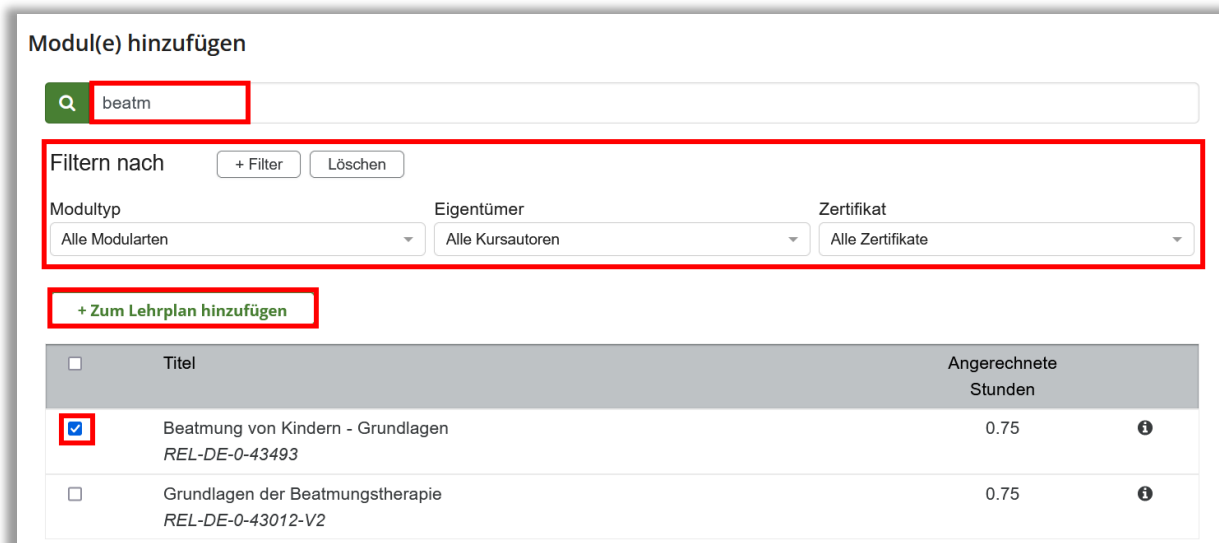 Modul(e) hinzufügen
beatm
Filtern nach + Filter Löschen
Modultyp Eigentümer Zertifikat
Alle Modularten Alle Kursautoren Alle Zertifikate
+ Zum Lehrplan hinzufügen
Titel Angerechnete
Stunden
Beatmung von Kindern - Grundlagen 0.75
REL-DE-0-43493
Grundlagen der Beatmungstherapie 0.75
REL-DE-0-43012-V2